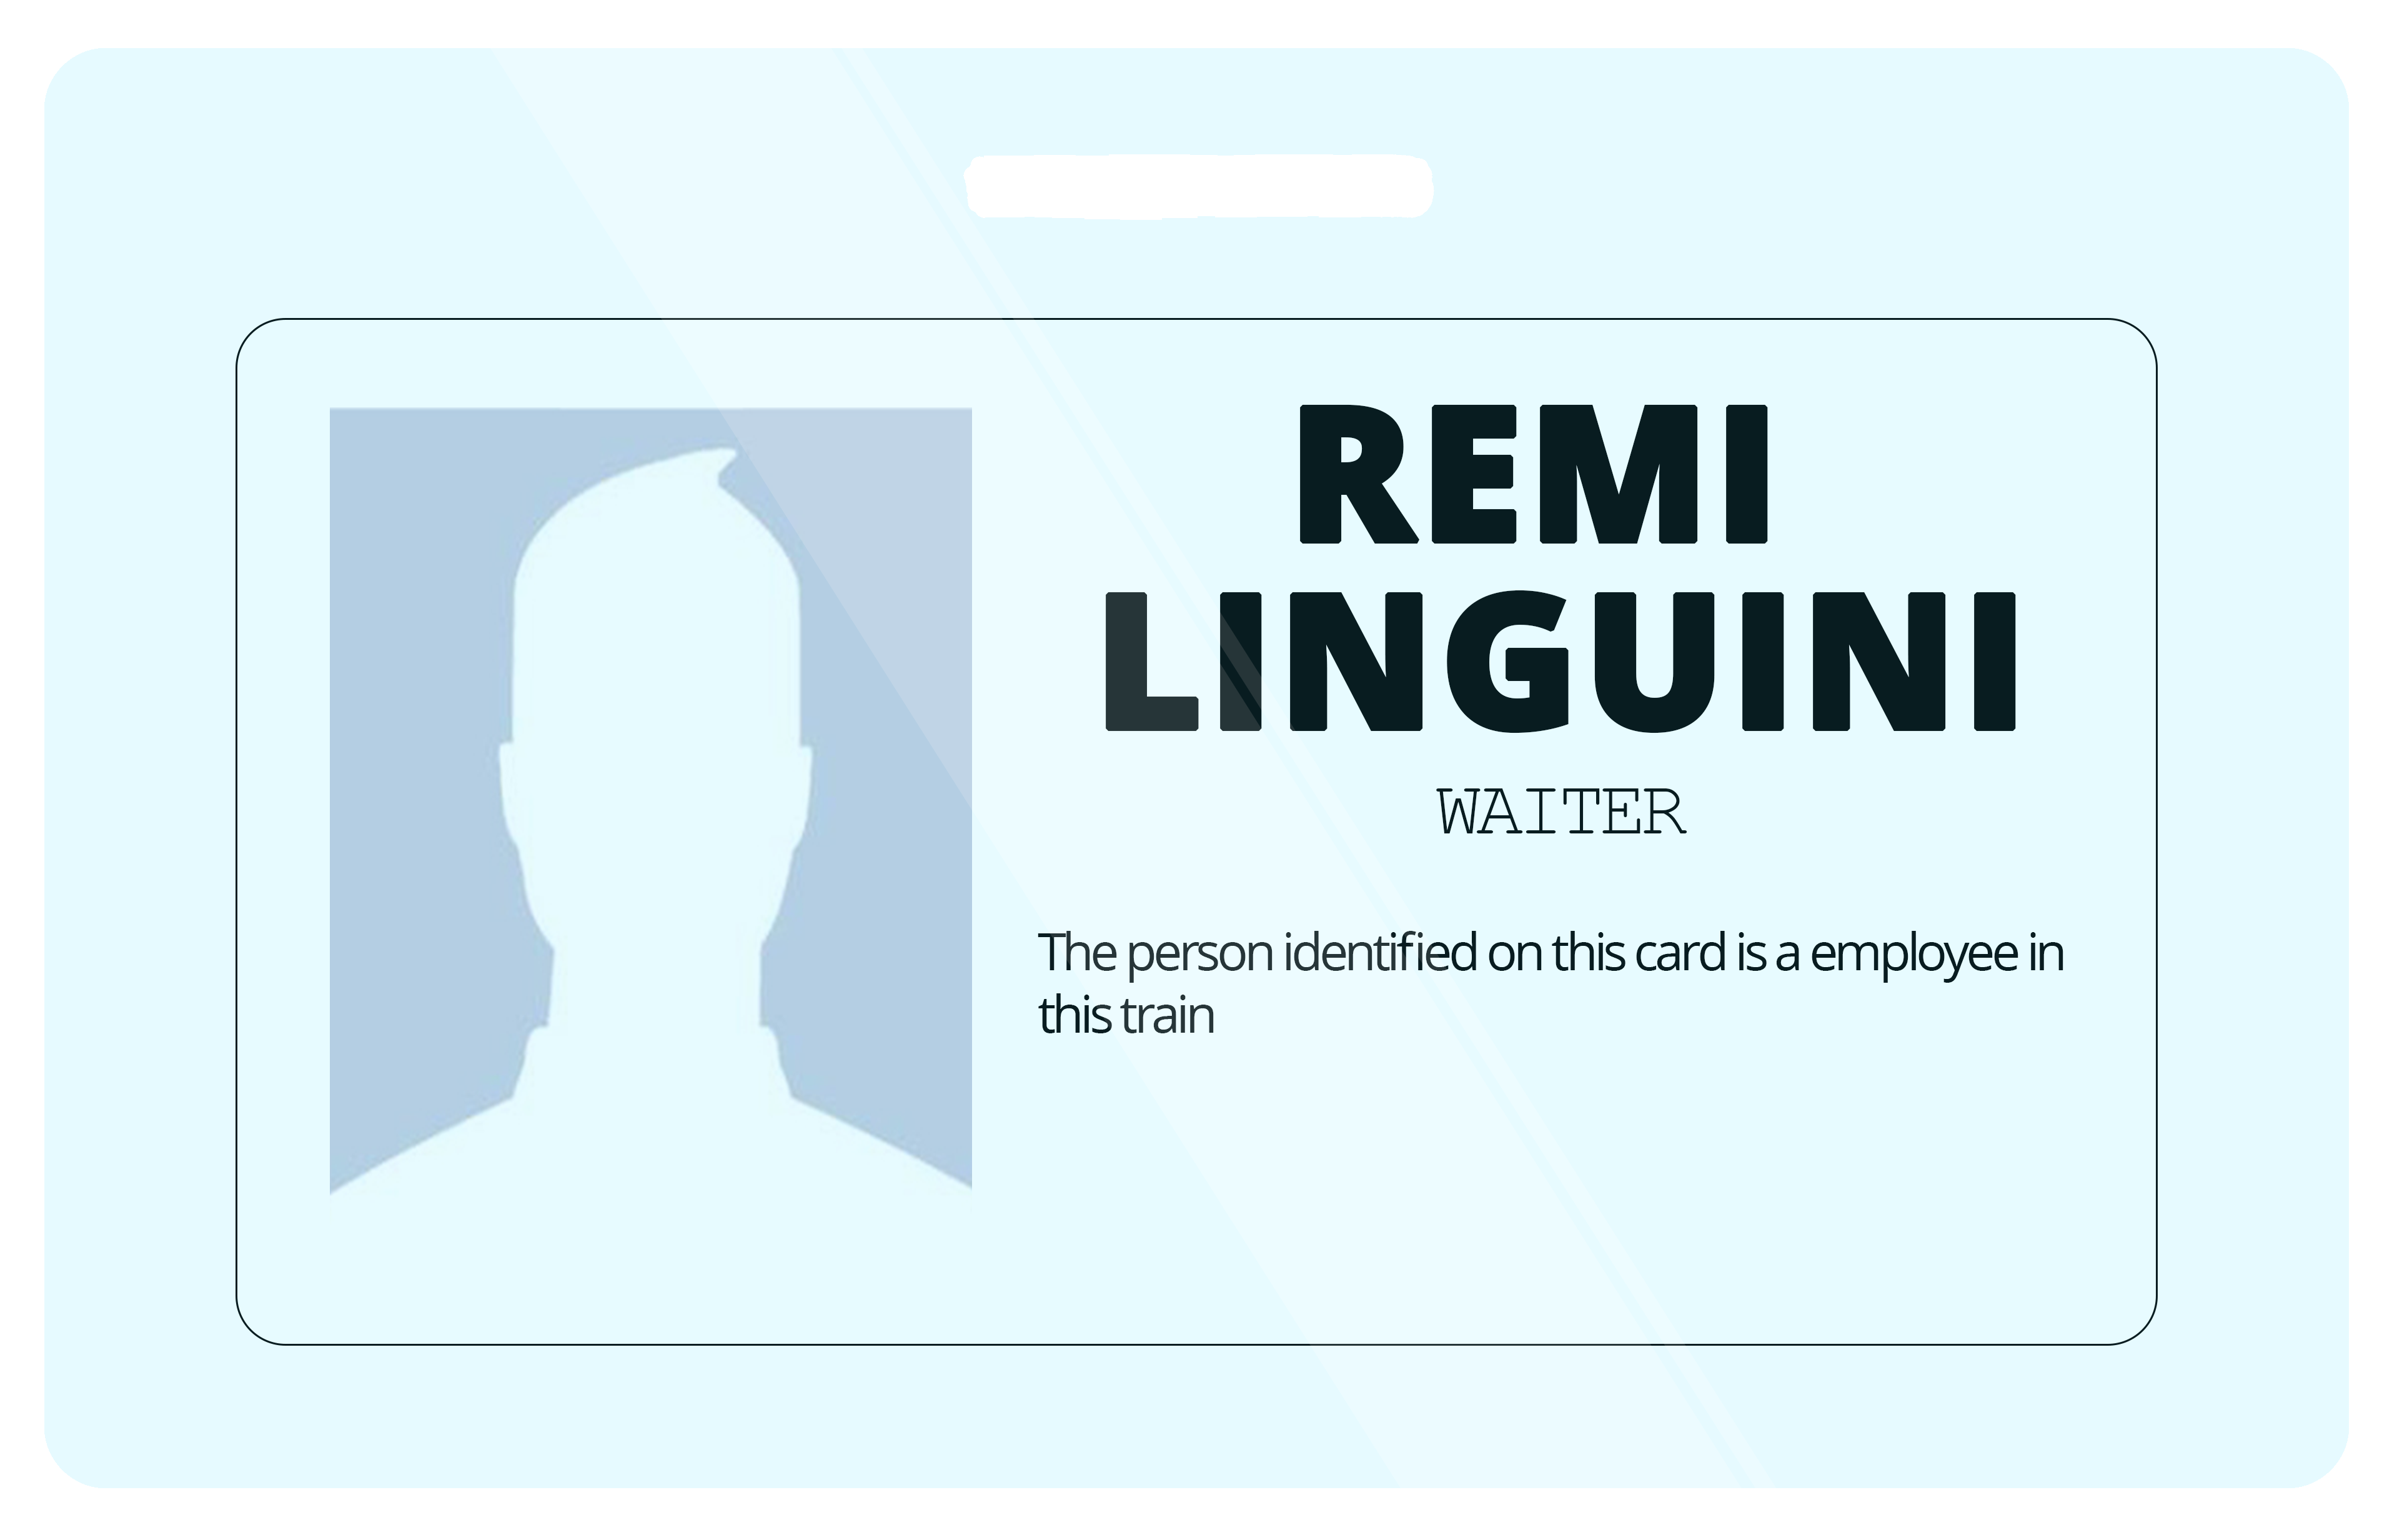 REMI
LINGUINI
WAITER
The person identified on this card is a employee in
this train